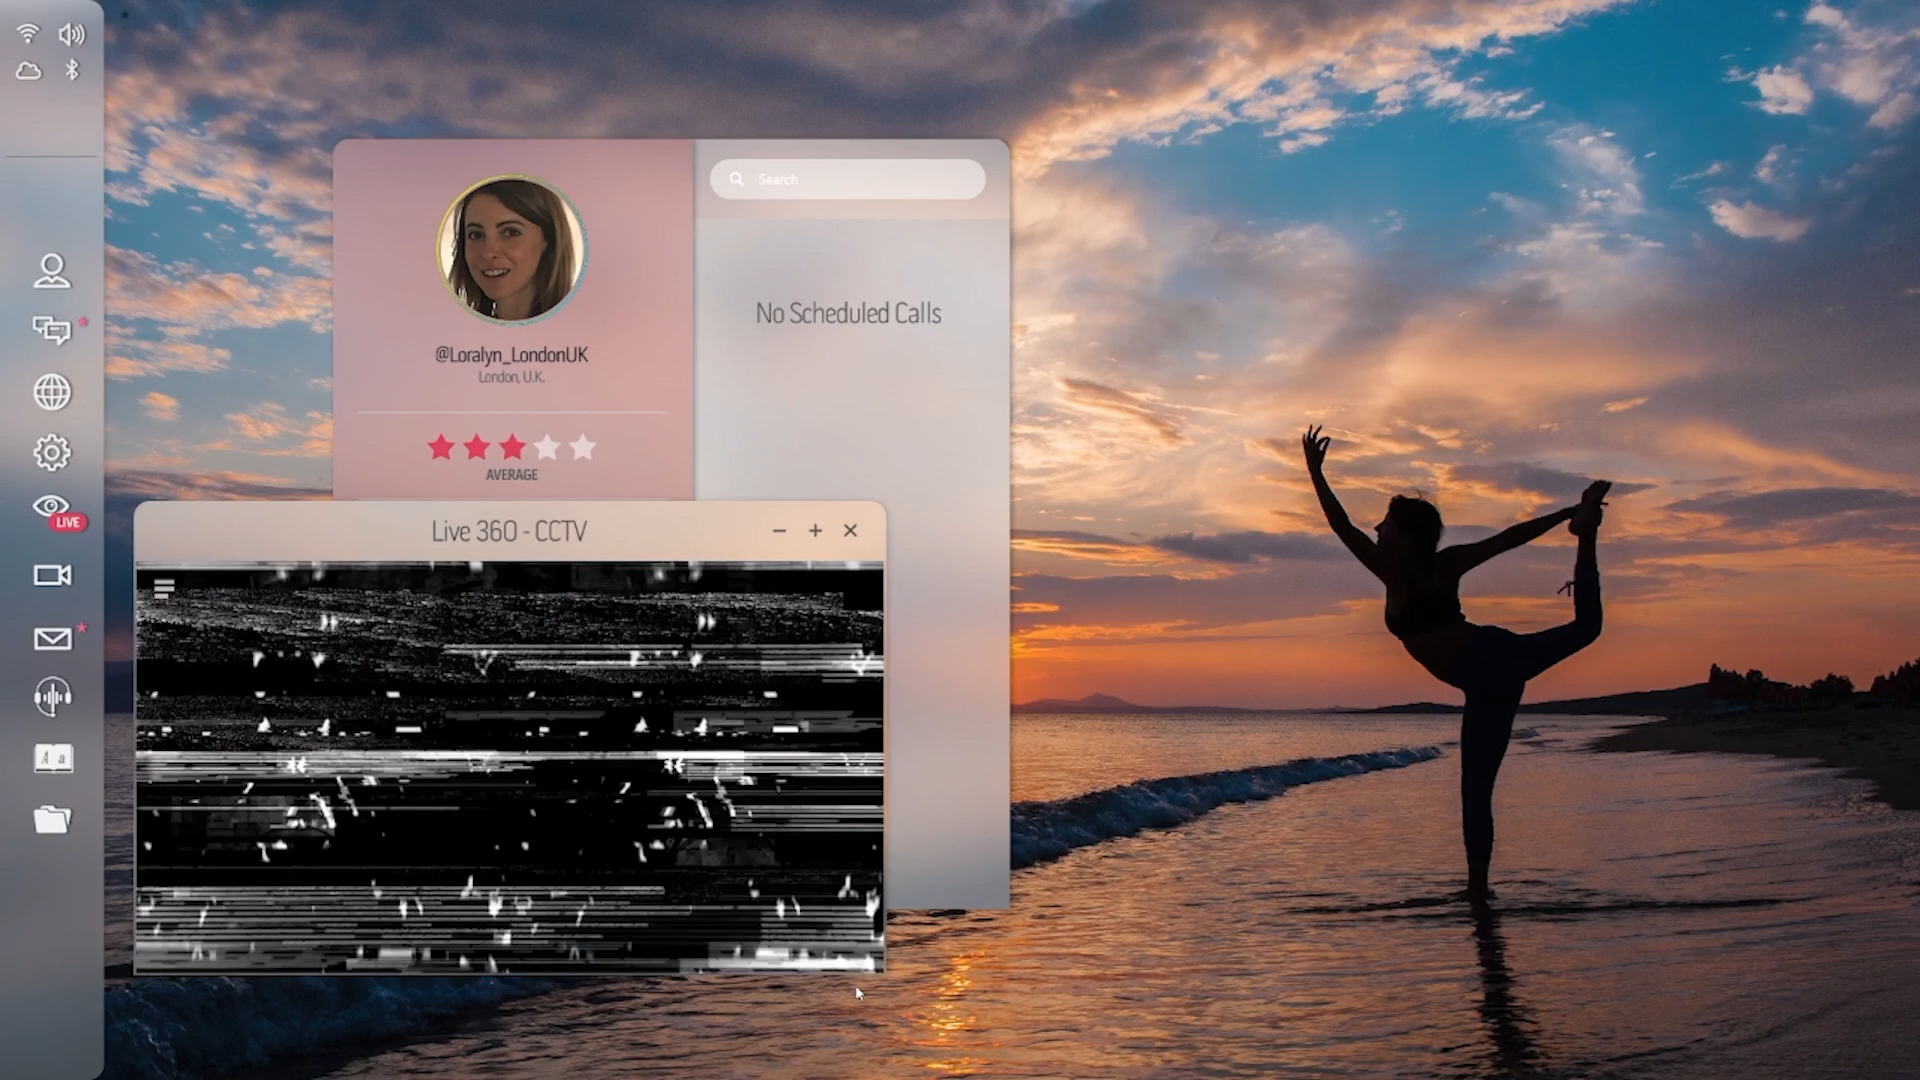 Search
No Scheduled Calls
@Loralyn_LondonUK
London, U.K.
AVERAGE
LIVE
Live 360 - CCTV
A a